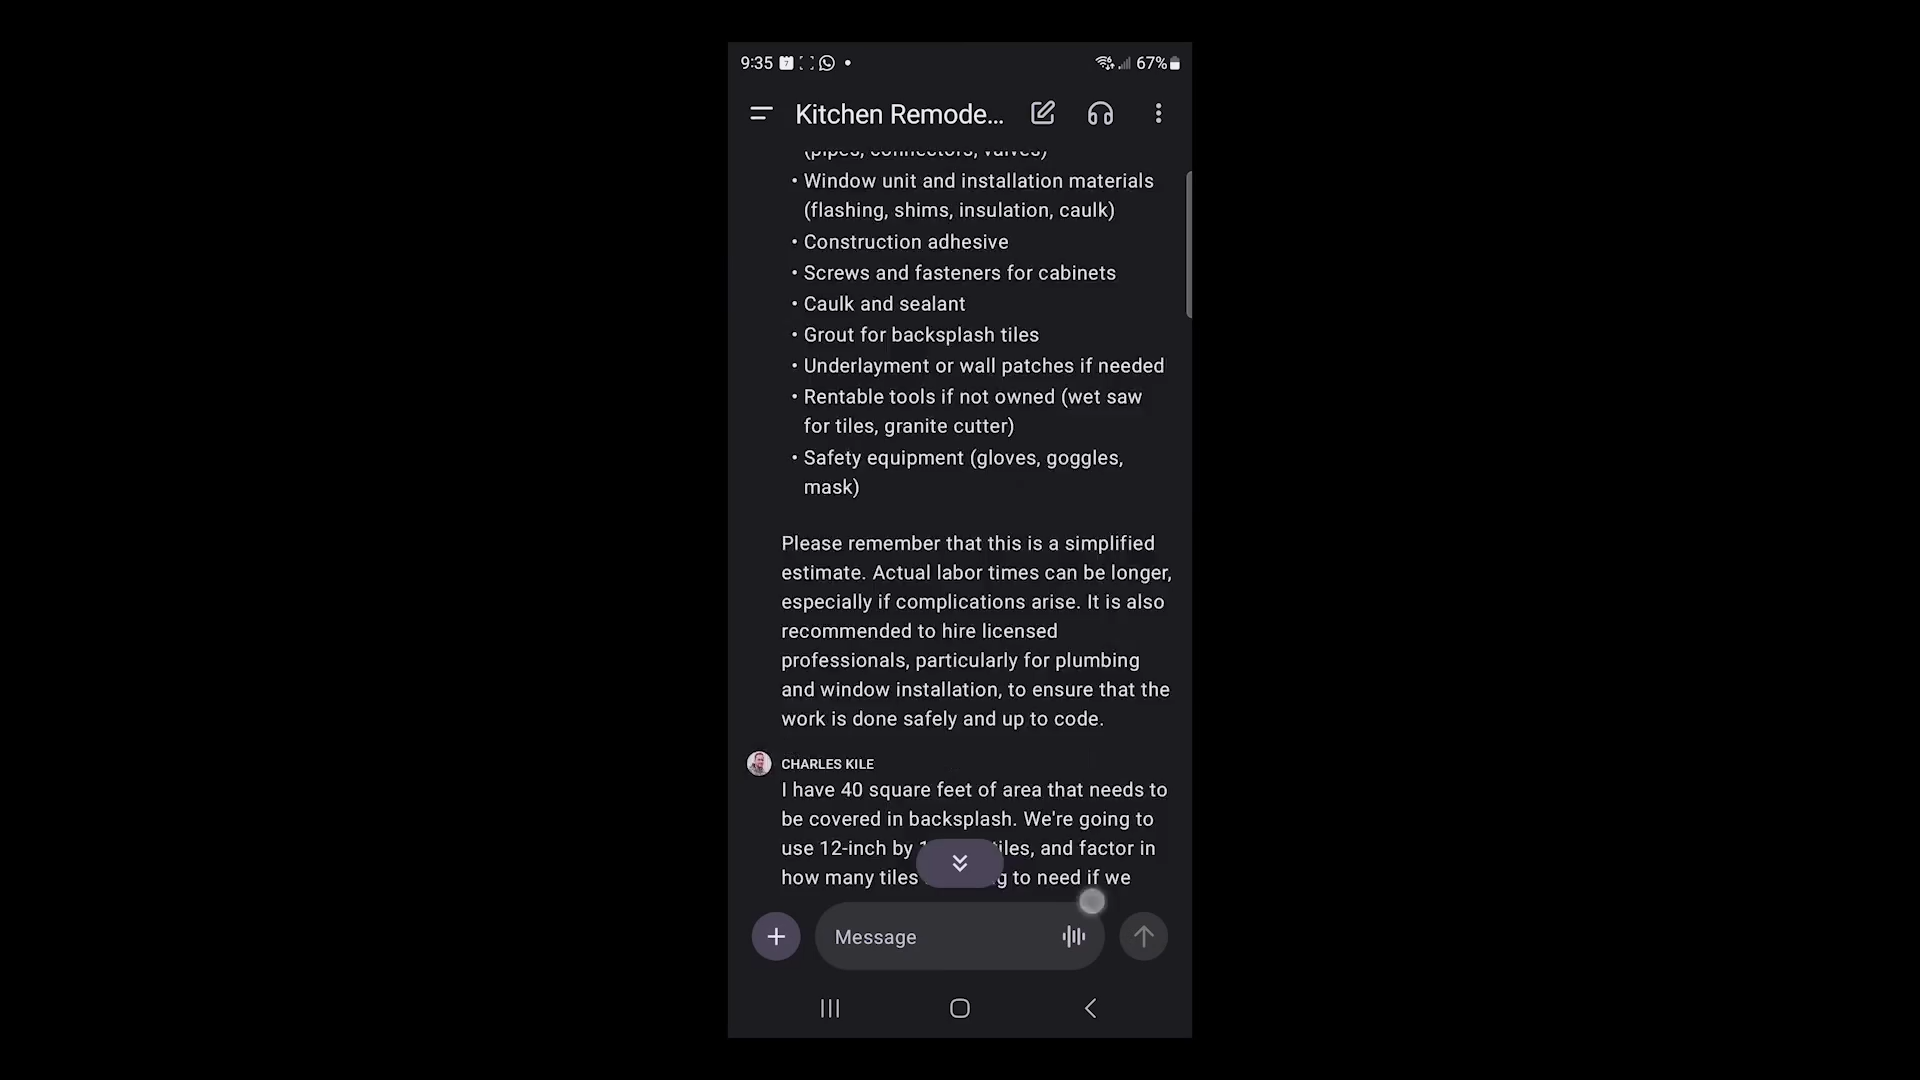 9:35 7 67%
Kitchen Remode...
(pipes, connectors, valves)
• Window unit and installation materials
(flashing, shims, insulation, caulk)
• Construction adhesive
• Screws and fasteners for cabinets
• Caulk and sealant
• Grout for backsplash tiles
• Underlayment or wall patches if needed
• Rentable tools if not owned (wet saw
for tiles, granite cutter)
• Safety equipment (gloves, goggles,
mask)
Please remember that this is a simplified
estimate. Actual labor times can be longer,
especially if complications arise. It is also
recommended to hire licensed
professionals, particularly for plumbing
and window installation, to ensure that the
work is done safely and up to code.
CHARLES KILE
I have 40 square feet of area that needs to
be covered in backsplash. We're going to
use 12-inch by tiles, and factor in
how many tiles to need if we
Message